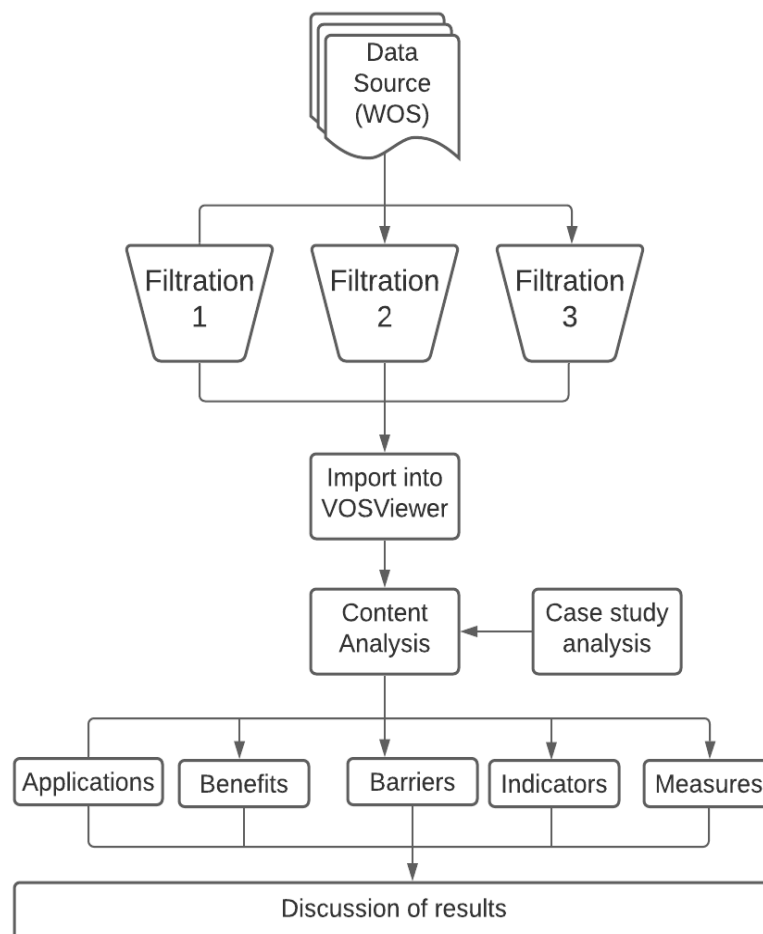 Data
Source
(WOS)
Filtration
1
Filtration
2
Filtration
3
Import into
VOSViewer
Content
Analysis
Case study
analysis
Applications
Benefits
Barriers
Indicators
Measures
Discussion of results